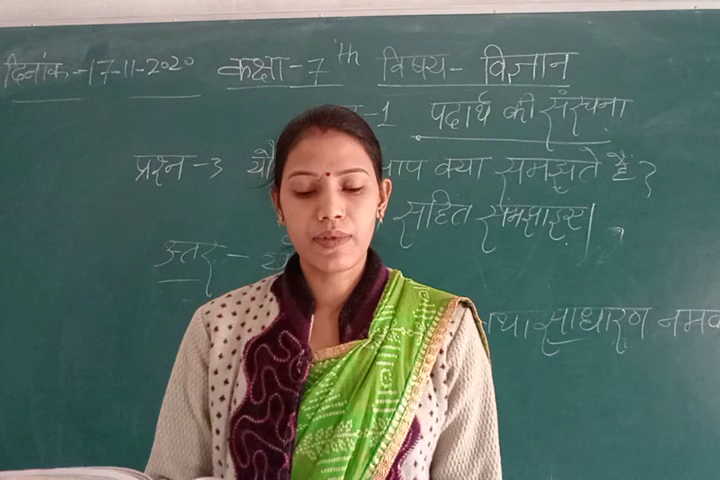 दिनांक-17-11-2020 कक्षा-7th विषय- विज्ञान
-1 पदार्थ की संरचना
प्रश्न-3 यौ आप क्या समझते है?
सहित समझाइए।
उत्तर- यौ
साधारण नमक